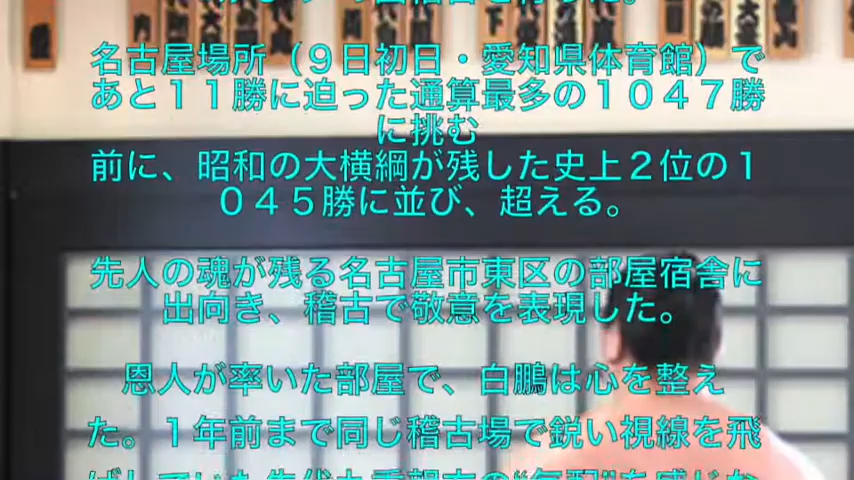 名古屋場所（９日初日・愛知県体育館）で
あと１１勝に迫った通算最多の１０４７勝
に挑む
前に、昭和の大横綱が残した史上２位の１
０４５勝に並び、超える。
先人の魂が残る名古屋市東区の部屋宿舎に
出向き、稽古で敬意を表現した。
恩人が率いた部屋で、白鵬は心を整え
た。１年前まで同じ稽古場で鋭い視線を飛